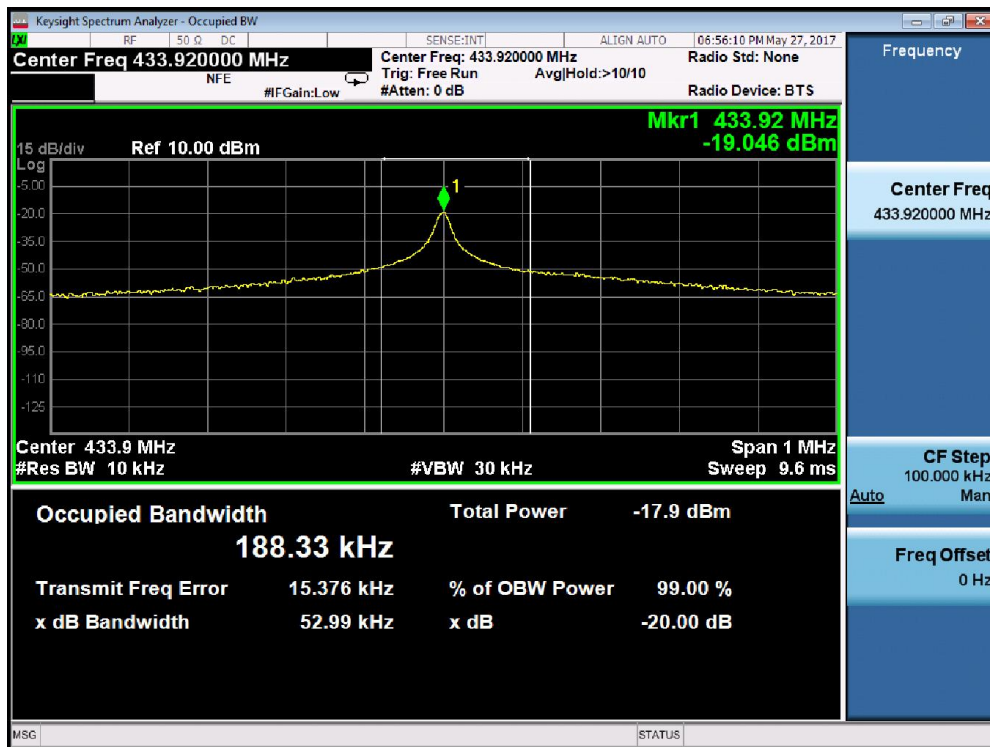 Keysight Spectrum Analyzer - Occupied BW
LXI RF 50 Ω DC SENSE:INT ALIGN AUTO 06:56:10 PM May 27, 2017
Center Freq 433.920000 MHz Center Freq: 433.920000 MHz Radio Std: None
NFE Trig: Free Run Avg|Hold:>10/10
#IFGain:Low #Atten: 0 dB Radio Device: BTS
Frequency
Mkr1 433.92 MHz
15 dB/div Ref 10.00 dBm -19.046 dBm
Log
-5.00
1
-20.0
-35.0
-50.0
-65.0
-80.0
-95.0
-110
-125
Center 433.9 MHz Span 1 MHz
#Res BW 10 kHz #VBW 30 kHz Sweep 9.6 ms
Occupied Bandwidth Total Power -17.9 dBm
188.33 kHz
Transmit Freq Error 15.376 kHz % of OBW Power 99.00 %
x dB Bandwidth 52.99 kHz x dB -20.00 dB
Center Freq
433.920000 MHz
CF Step
100.000 kHz
Auto Man
Freq Offset
0 Hz
MSG STATUS